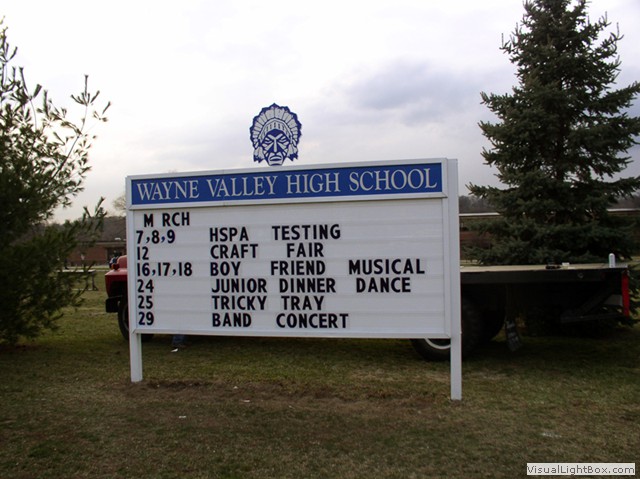 WAYNE VALLEY HIGH SCHOOL
M RCH
7,8,9 HSPA TESTING
12 CRAFT FAIR
16,17,18 BOY FRIEND MUSICAL
24 JUNIOR DINNER DANCE
25 TRICKY TRAY
29 BAND CONCERT
VisualLightBox.com